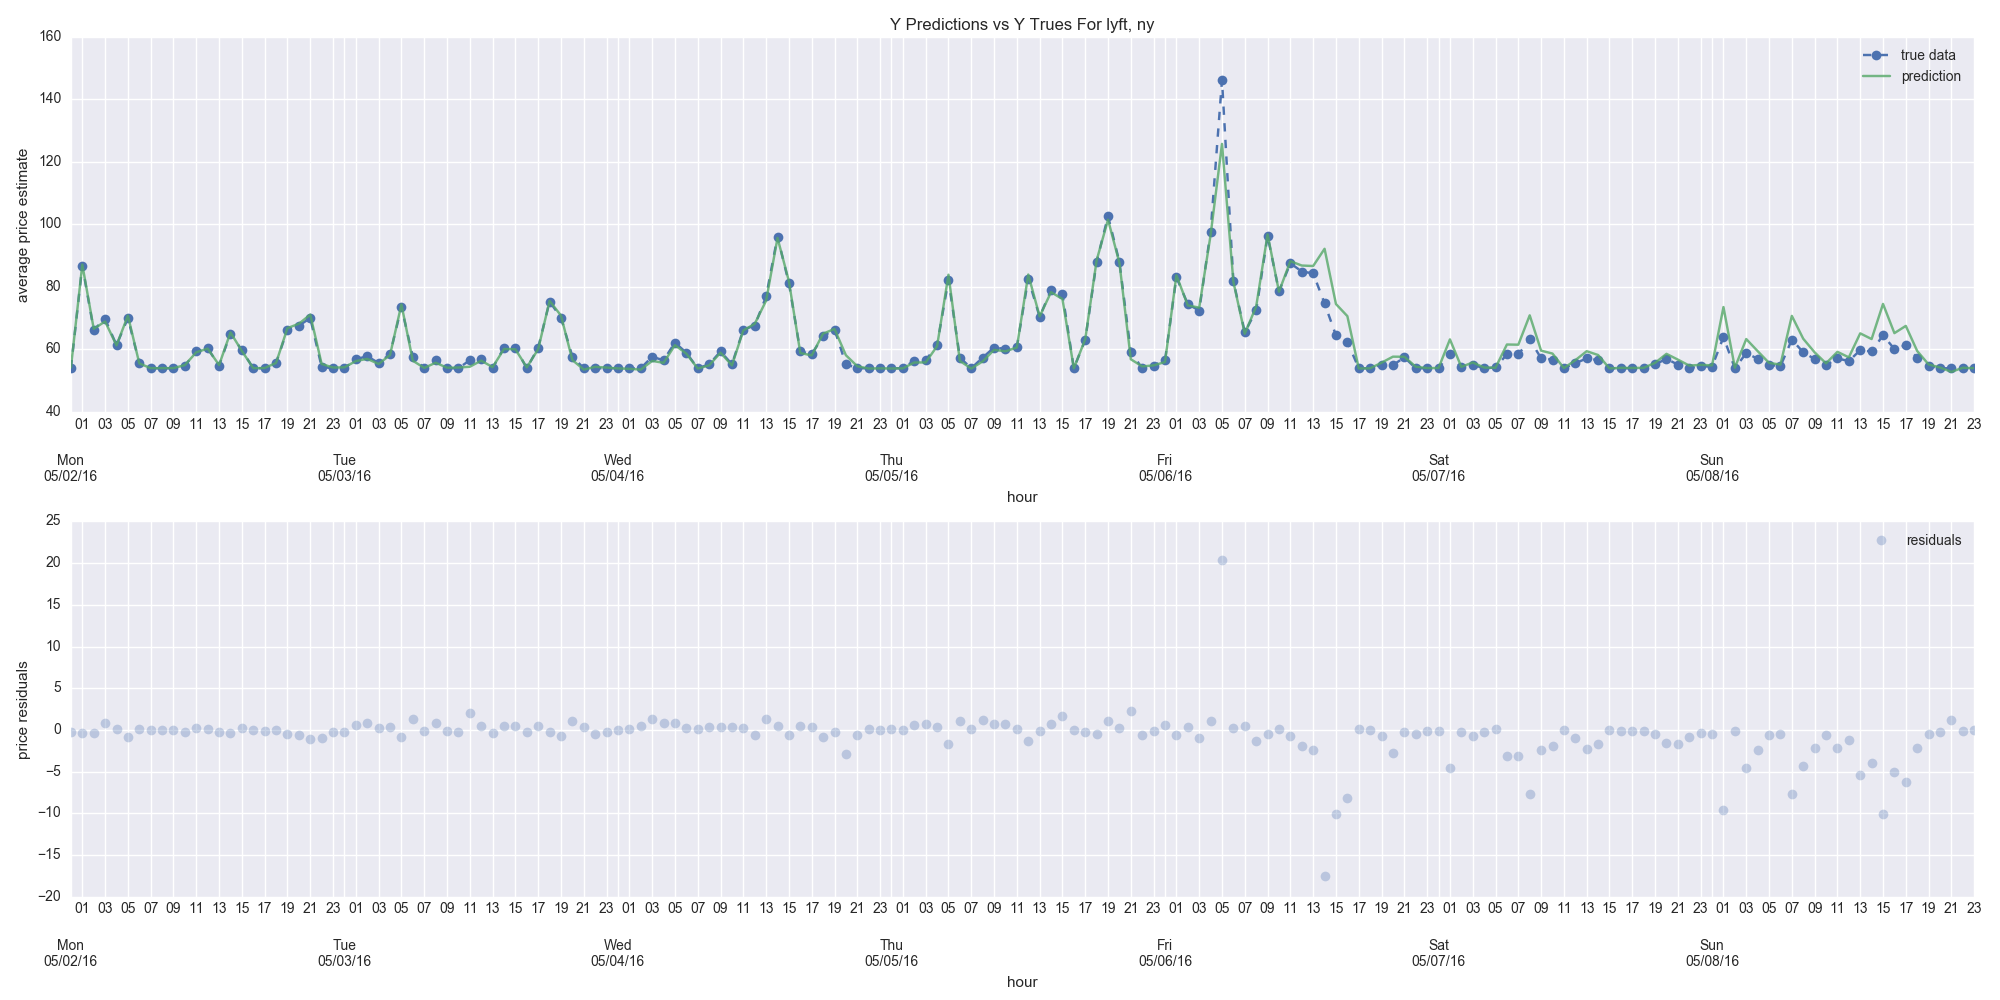 Y Predictions vs Y Trues For lyft, ny
160
140
120
100
80
60
40
average price estimate
true data
prediction
01 03 05 07 09 11 13 15 17 19 21 23 01 03 05 07 09 11 13 15 17 19 21 23 01 03 05 07 09 11 13 15 17 19 21 23 01 03 05 07 09 11 13 15 17 19 21 23 01 03 05 07 09 11 13 15 17 19 21 23 01 03 05 07 09 11 13 15 17 19 21 23 01 03 05 07 09 11 13 15 17 19 21 23
Mon Tue Wed Thu Fri Sat Sun
05/02/16 05/03/16 05/04/16 05/05/16 05/06/16 05/07/16 05/08/16
hour
25
20
15
10
5
0
−5
−10
−15
−20
price residuals
residuals
01 03 05 07 09 11 13 15 17 19 21 23 01 03 05 07 09 11 13 15 17 19 21 23 01 03 05 07 09 11 13 15 17 19 21 23 01 03 05 07 09 11 13 15 17 19 21 23 01 03 05 07 09 11 13 15 17 19 21 23 01 03 05 07 09 11 13 15 17 19 21 23 01 03 05 07 09 11 13 15 17 19 21 23
Mon Tue Wed Thu Fri Sat Sun
05/02/16 05/03/16 05/04/16 05/05/16 05/06/16 05/07/16 05/08/16
hour